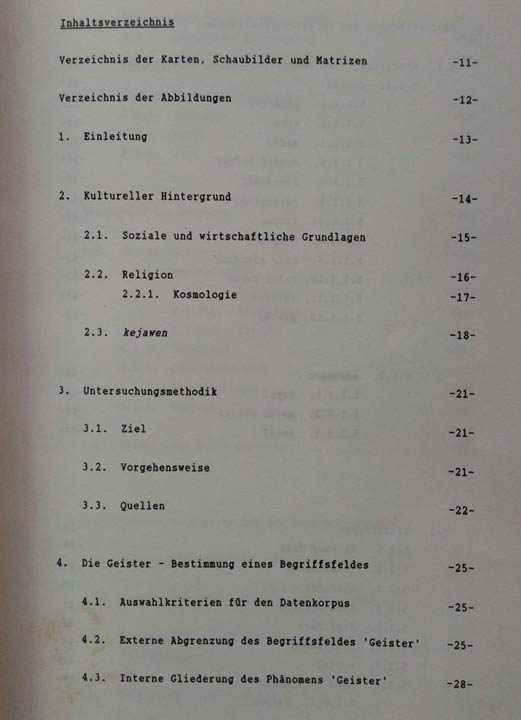 Inhaltsverzeichnis
Verzeichnis der Karten, Schaubilder und Matrizen -11-
Verzeichnis der Abbildungen -12-
1. Einleitung -13-
2. Kultureller Hintergrund -14-
2.1. Soziale und wirtschaftliche Grundlagen -15-
2.2. Religion -16-
2.2.1. Kosmologie -17-
2.3. kejawen -18-
3. Untersuchungsmethodik -21-
3.1. Ziel -21-
3.2. Vorgehensweise -21-
3.3. Quellen -22-
4. Die Geister - Bestimmung eines Begriffsfeldes -25-
4.1. Auswahlkriterien für den Datenkorpus -25-
4.2. Externe Abgrenzung des Begriffsfeldes 'Geister' -25-
4.3. Interne Gliederung des Phänomens 'Geister' -28-